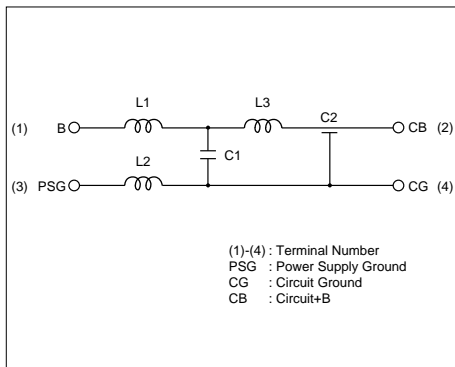 L1
L3
C2
(1) B
CB (2)
C1
L2
(3) PSG
CG (4)
(1)-(4) : Terminal Number
PSG : Power Supply Ground
CG : Circuit Ground
CB : Circuit+B